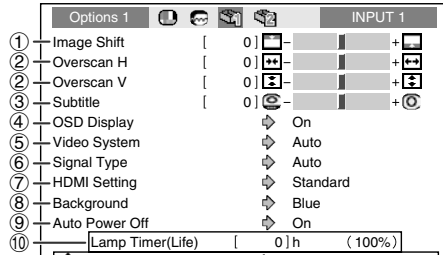 Options 1 INPUT 1
① Image Shift [ 0 ] − +
② Overscan H [ 0 ] − +
② Overscan V [ 0 ] − +
③ Subtitle [ 0 ] − +
④ OSD Display On
⑤ Video System Auto
⑥ Signal Type Auto
⑦ HDMI Setting Standard
⑧ Background Blue
⑨ Auto Power Off On
⑩ Lamp Timer(Life) [ 0 ] h ( 100% )